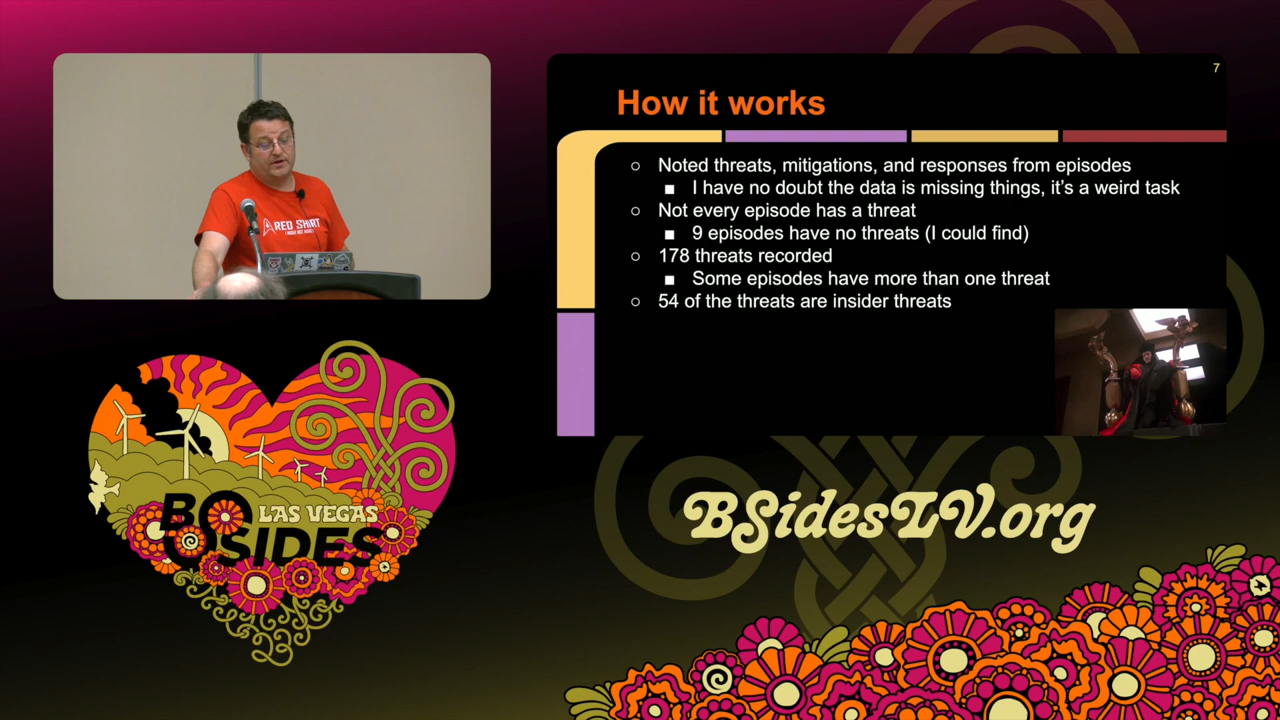 RED SHIRT
7
How it works
Noted threats, mitigations, and responses from episodes
I have no doubt the data is missing things, it's a weird task
Not every episode has a threat
9 episodes have no threats (I could find)
178 threats recorded
Some episodes have more than one threat
54 of the threats are insider threats
LAS VEGAS
BSIDES
BSidesLV.org